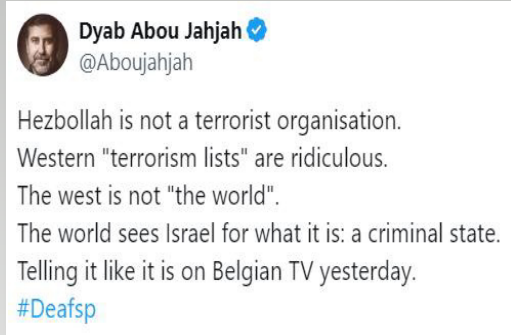 Dyab Abou Jahjah
@Aboujahjah
Hezbollah is not a terrorist organisation.
Western "terrorism lists" are ridiculous.
The west is not "the world".
The world sees Israel for what it is: a criminal state.
Telling it like it is on Belgian TV yesterday.
#Deafsp